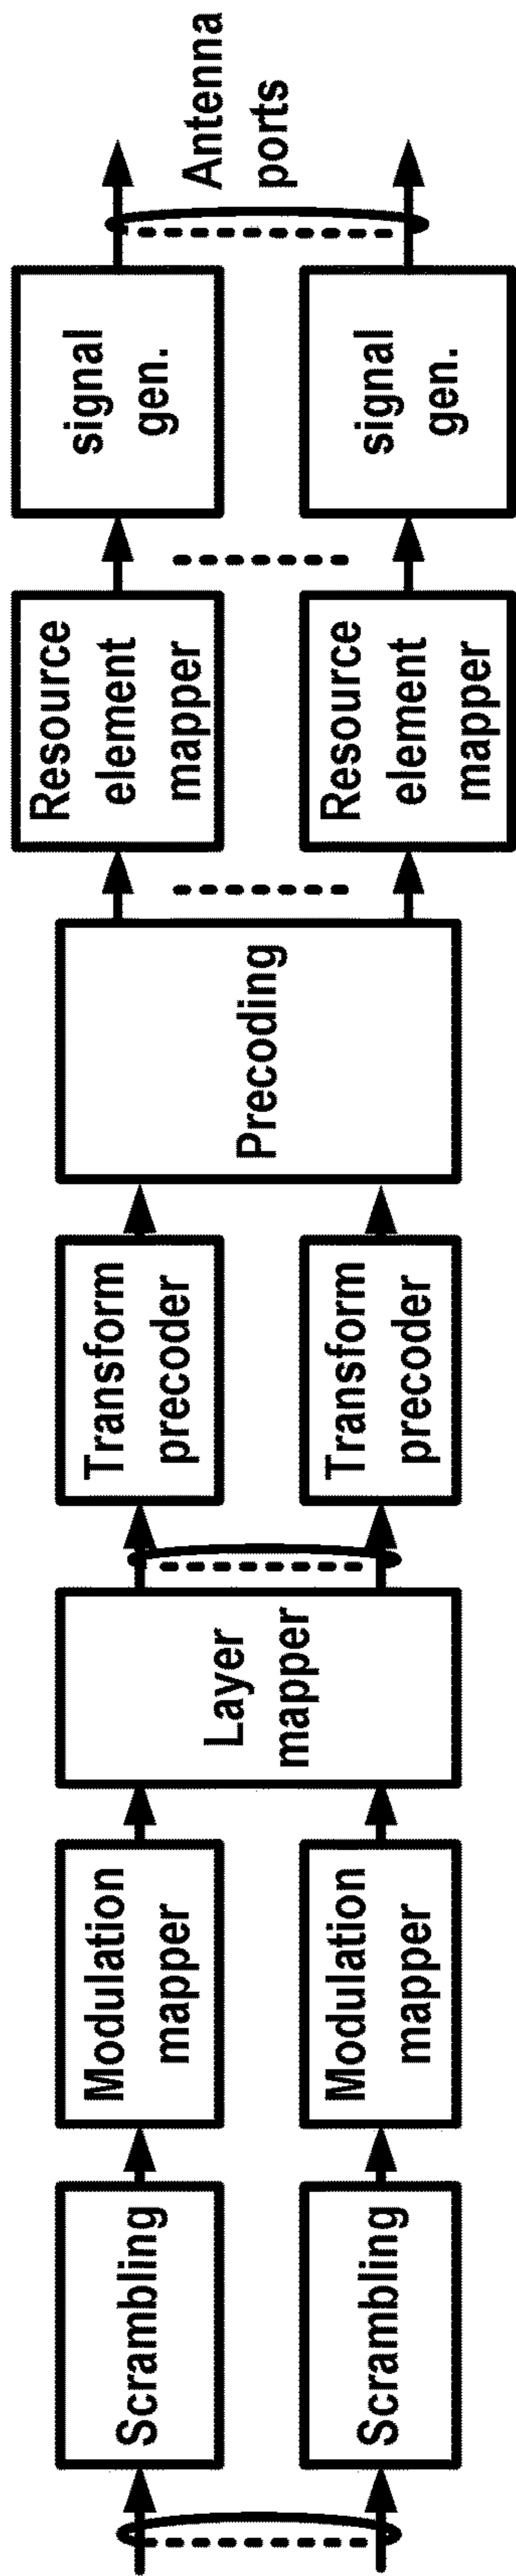 Scrambling
Modulation
mapper
Layer
mapper
Transform
precoder
Precoding
Resource
element
mapper
signal
gen.
Antenna
ports
Scrambling
Modulation
mapper
Transform
precoder
Resource
element
mapper
signal
gen.